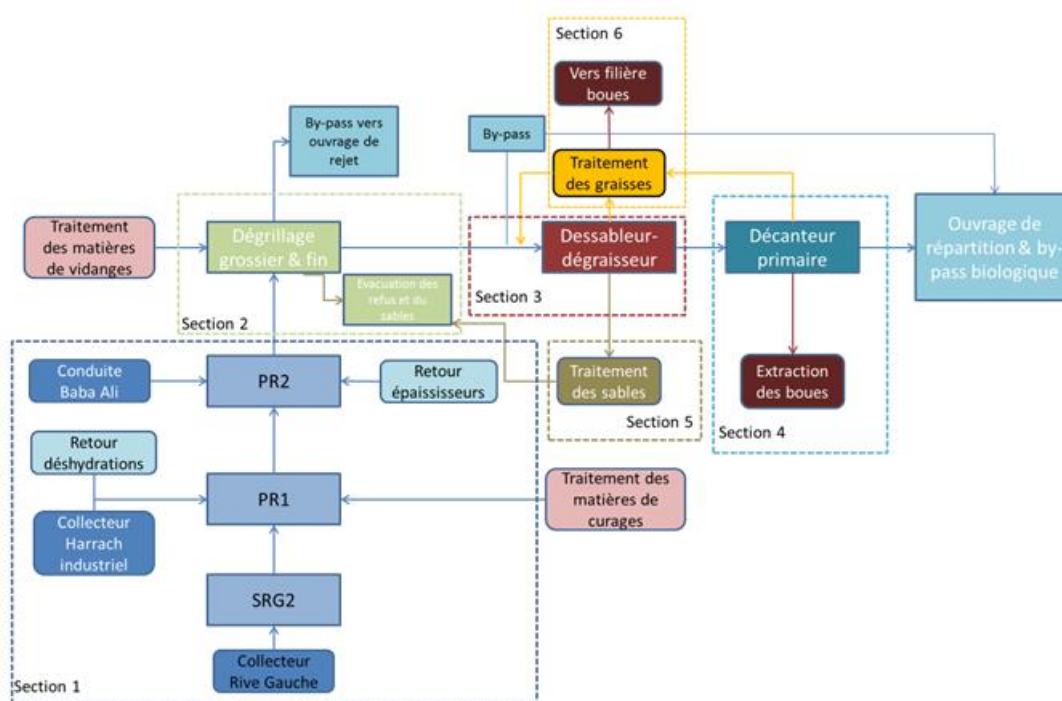 Section 6
Vers filière
boues
By-pass vers
ouvrage de
rejet
By-pass
Traitement
des graisses
Traitement
des matières
de vidanges
Dégrillage
grossier & fin
Dessableur-
dégraisseur
Décanteur
primaire
Ouvrage de
répartition & by-
pass biologique
Evacuation des
refus et du
sables
Section 3
Section 2
Conduite
Baba Ali
PR2
Retour
épaississeurs
Traitement
des sables
Extraction
des boues
Section 5
Section 4
Retour
déshydrations
PR1
Traitement des
matières de
curages
Collecteur
Harrach
industriel
SRG2
Collecteur
Rive Gauche
Section 1